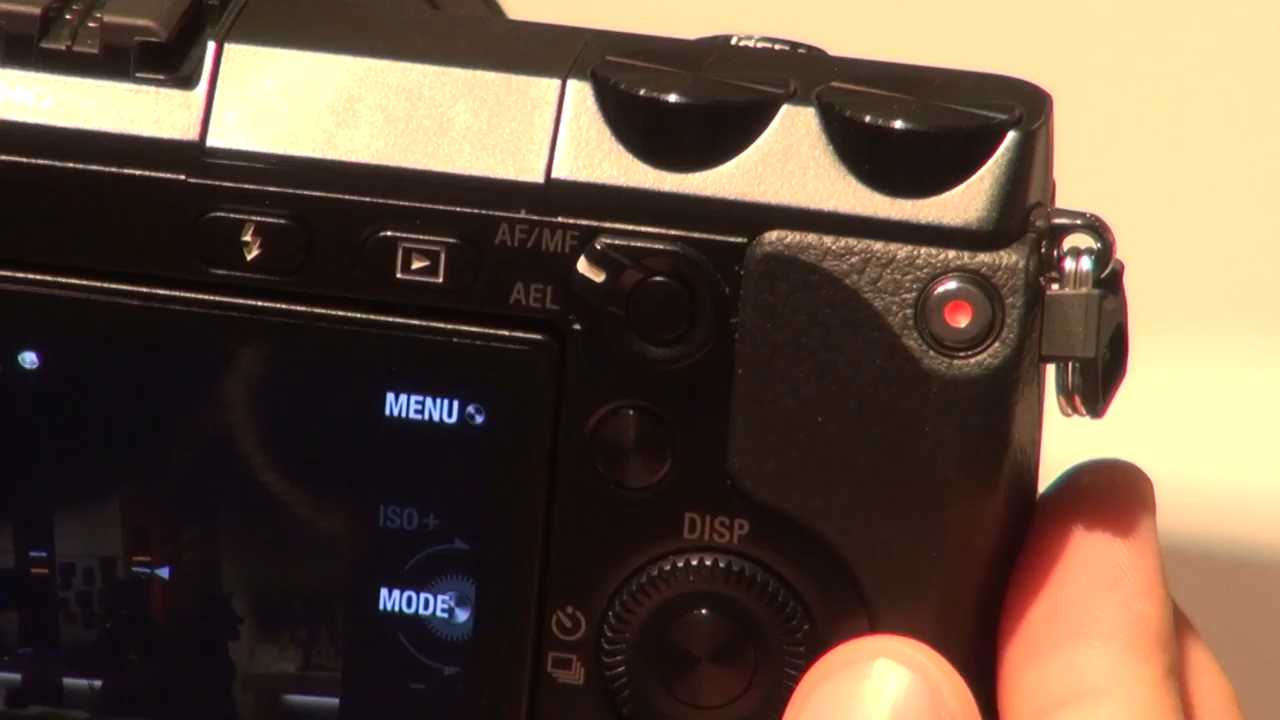 AF/MF
AEL
MENU
ISO+
MODE
DISP